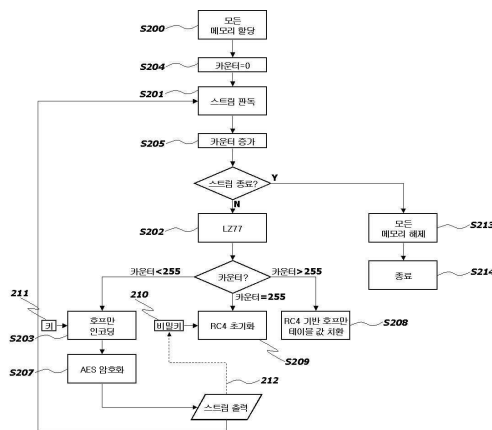 S200
모든
메모리 할당
S204
카운터=0
S201
스트림 판독
S205
카운터 증가
스트림 종료?
Y
N
S202
LZ77
모든
메모리 해제
S213
종료
S214
카운터<255
카운터?
카운터>255
카운터=255
211
키
호프만
인코딩
S203
210
비밀키
RC4 초기화
S209
RC4 기반 호프만
테이블 값 치환
S208
S207
AES 암호화
212
스트림 출력